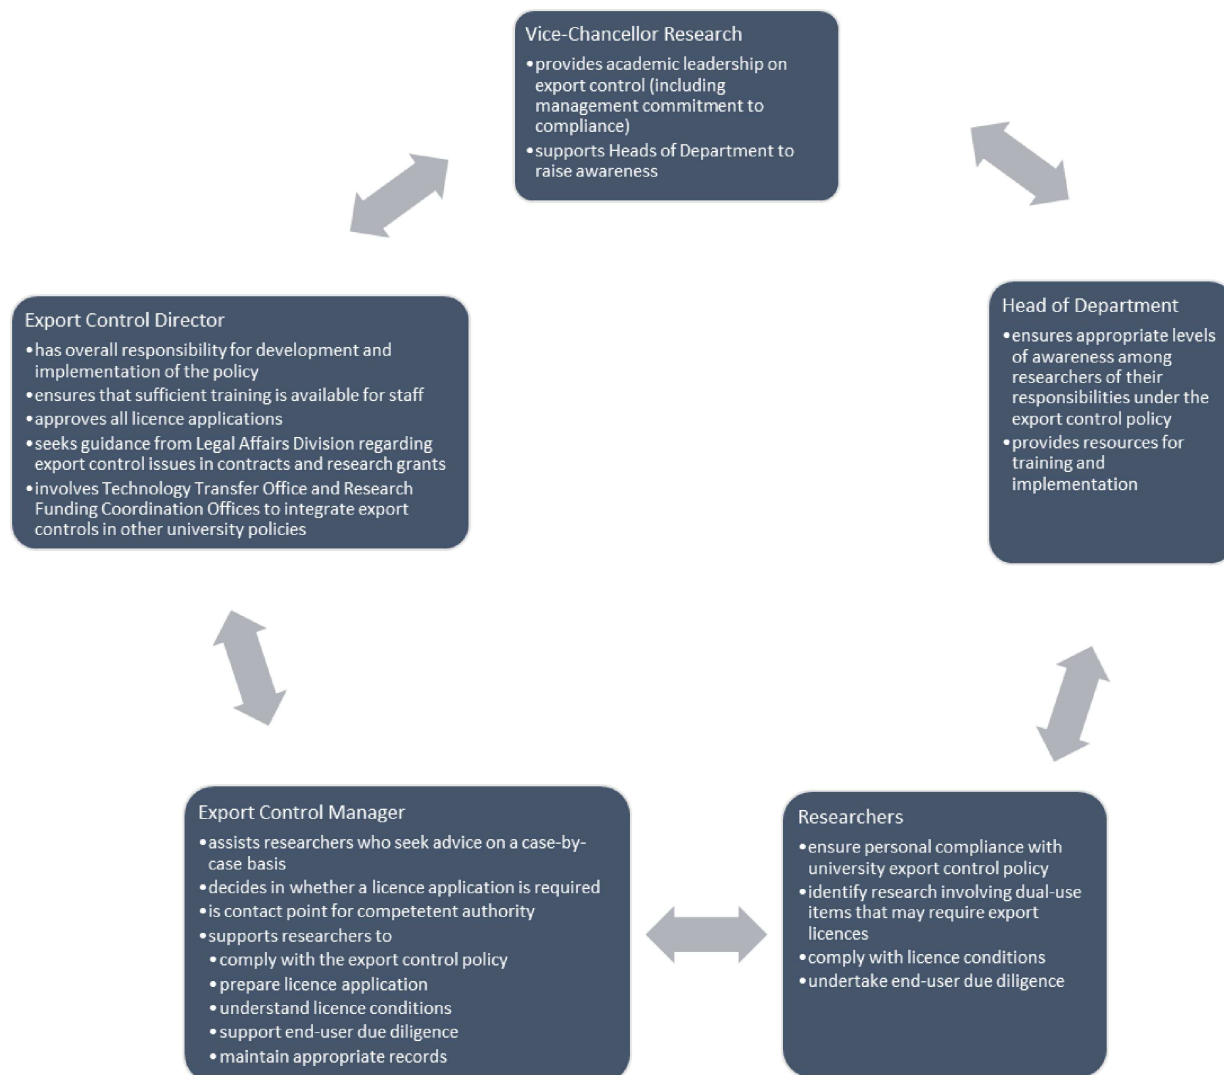 Vice-Chancellor Research
•provides academic leadership on
export control (including
management commitment to
compliance)
•supports Heads of Department to
raise awareness
Export Control Director
•has overall responsibility for development and
implementation of the policy
•ensures that sufficient training is available for staff
•approves all licence applications
•seeks guidance from Legal Affairs Division regarding
export control issues in contracts and research grants
•involves Technology Transfer Office and Research
Funding Coordination Offices to integrate export
controls in other university policies
Head of Department
•ensures appropriate levels
of awareness among
researchers of their
responsibilities under the
export control policy
•provides resources for
training and
implementation
Export Control Manager
•assists researchers who seek advice on a case-by-
case basis
•decides in whether a licence application is required
•is contact point for competetent authority
•supports researchers to
•comply with the export control policy
•prepare licence application
•understand licence conditions
•support end-user due diligence
•maintain appropriate records
Researchers
•ensure personal compliance with
university export control policy
•identify research involving dual-use
items that may require export
licences
•comply with licence conditions
•undertake end-user due diligence